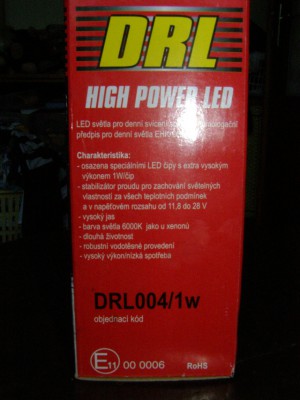 DRL
HIGH POWER LED
LED světla pro denní svícení
předpis pro denní světla
Charakteristika:
- osazena speciálními LED čipy s extra vysokým
výkonem 1W/čip
- stabilizátor proudu pro zachování světelných
vlastností za všech teplotních podmínek
a v napěťovém rozsahu od 11,8 do 28 V
- vysoký jas
- barva světla 6000K jako u xenonů
- dlouhá životnost
- robustní vodotěsné provedení
- vysoký výkon/nízká spotřeba
DRL004/1w
objednací kód
E11 00 0006 RoHS